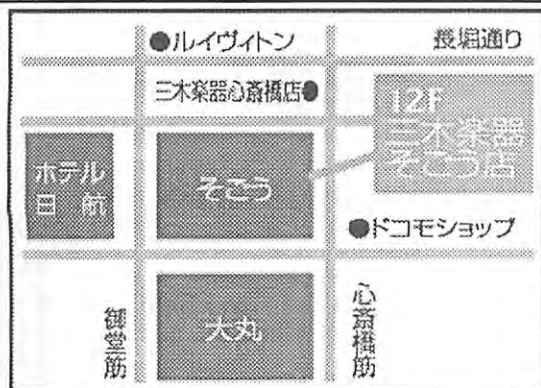 ●ルイヴィトン
長堀通り
三木楽器心斎橋店●
12F
三木楽器
そごう店
ホテル
日航
そごう
●ドコモショップ
御堂筋
大丸
心斎橋筋